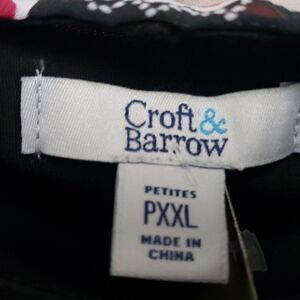 Croft &
Barrow
PETITES
PXXL
MADE IN
CHINA